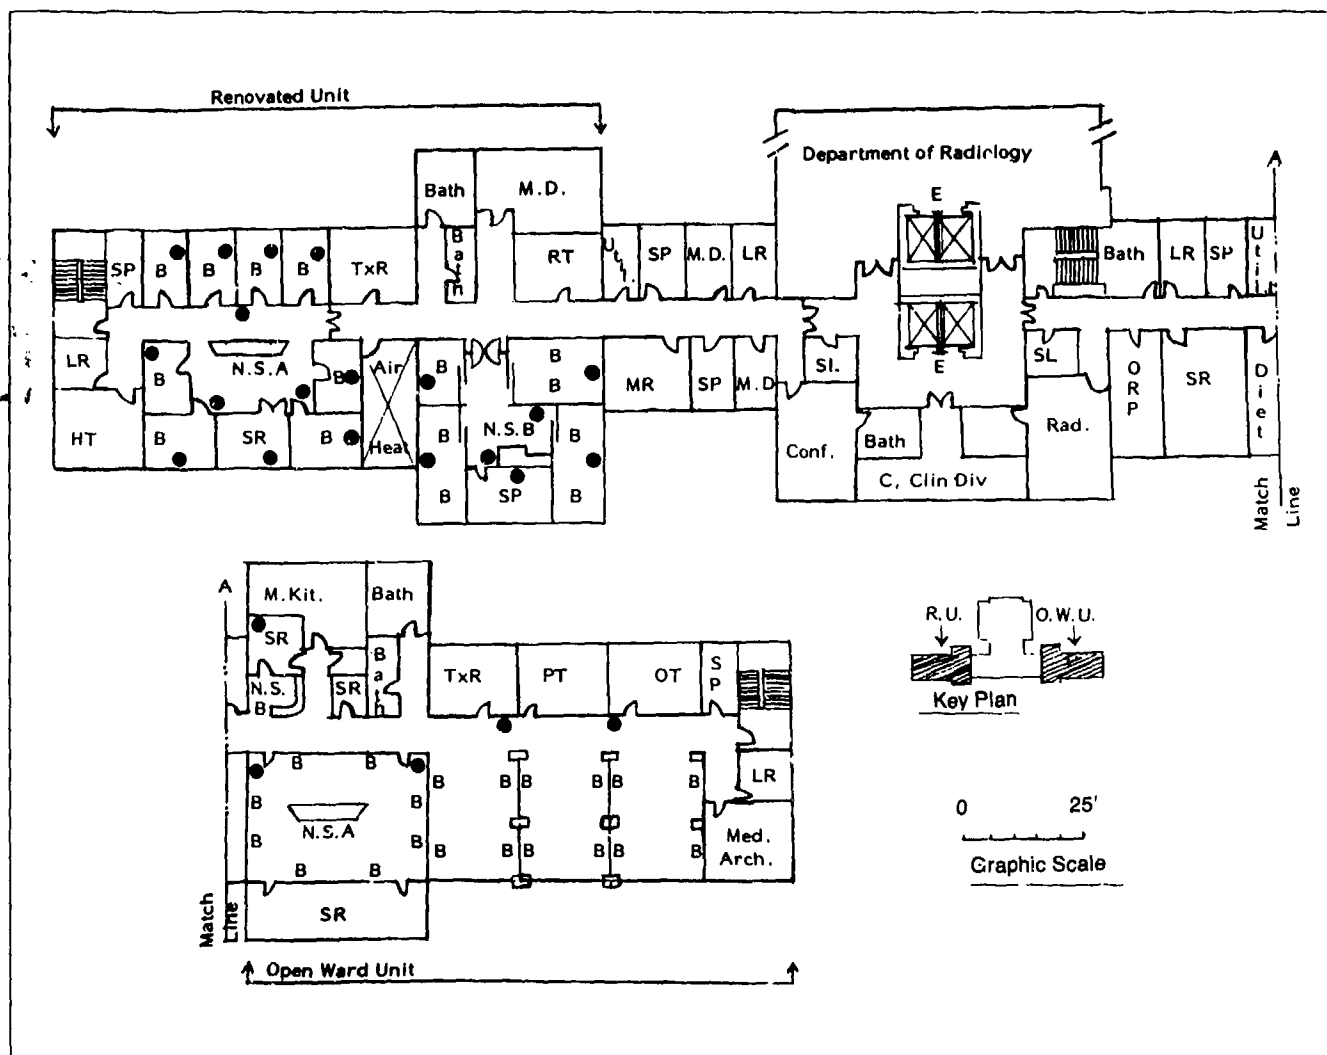 Renovated Unit
Department of Radiology
A
E
Bath
M.D.
Bath
SP
B
B
B
B
TxR
RT
Util
SP
M.D.
LR
Bath
LR
SP
Util
LR
B
N.S.A
B
Air
B
B
B
MR
SP
M.D
SL
E
SL
ORP
SR
Diet
HT
B
SR
B
Heat
B
N.S.B
B
Conf.
Bath
Rad.
B
SP
B
C, Clin Div
Match
Line
A
M.Kit.
Bath
SR
Bath
N.S.
B
SR
TxR
PT
OT
SP
R.U.
O.W.U.
Key Plan
B
B
B
B
B
B
B
B
B
LR
B
B
N.S.A
B
B
B
B
B
B
B
B
B
Med.
Arch.
B
B
0
25'
Graphic Scale
Match
Line
SR
Open Ward Unit